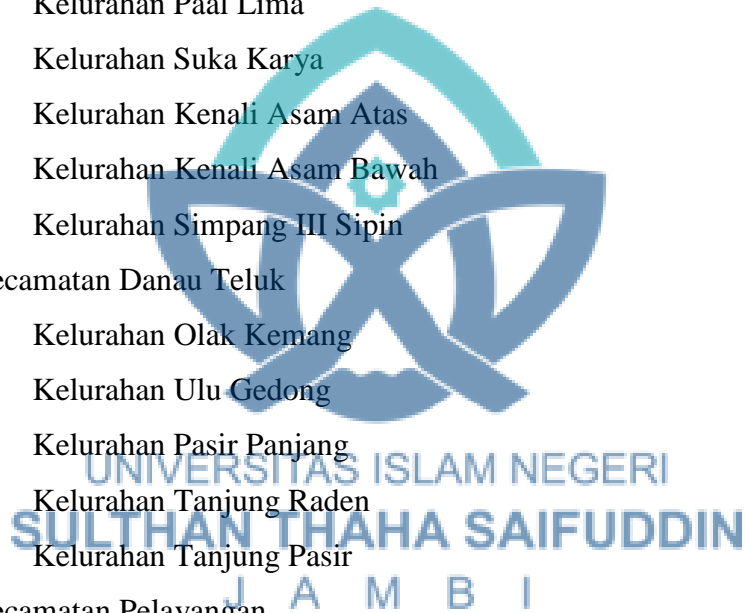 Kelurahan Paal Lima
Kelurahan Suka Karya
Kelurahan Kenali Asam Atas
Kelurahan Kenali Asam Bawah
Kelurahan Simpang III Sipin
ecamatan Danau Teluk
Kelurahan Olak Kemang
Kelurahan Ulu Gedong
Kelurahan Pasir Panjang
UNIVERSITAS ISLAM NEGERI
Kelurahan Tanjung Raden
SULTHAN THAHA SAIFUDDIN
Kelurahan Tanjung Pasir
J A M B I
ecamatan Pelayangan